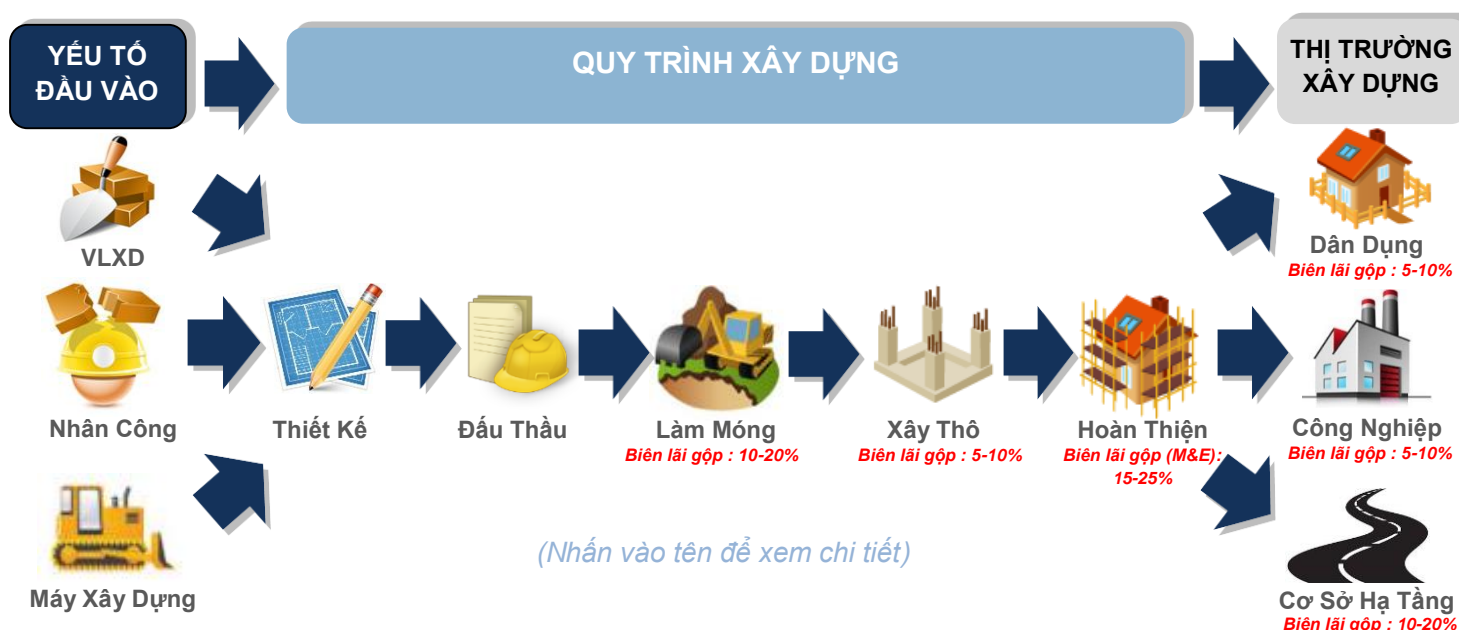 YẾU TỐ
ĐẦU VÀO
QUY TRÌNH XÂY DỰNG
THỊ TRƯỜNG
XÂY DỰNG
VLXD
Dân Dụng
Biên lãi gộp : 5-10%
Nhân Công
Thiết Kế
Đấu Thầu
Làm Móng
Biên lãi gộp : 10-20%
Xây Thô
Biên lãi gộp : 5-10%
Hoàn Thiện
Biên lãi gộp (M&E):
15-25%
Công Nghiệp
Biên lãi gộp : 5-10%
(Nhấn vào tên để xem chi tiết)
Máy Xây Dựng
Cơ Sở Hạ Tầng
Biên lãi gộp : 10-20%